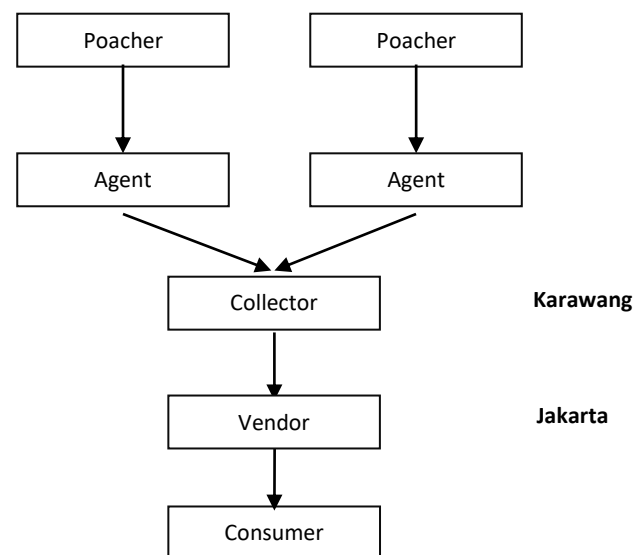 Poacher
Poacher
Agent
Agent
Collector
Karawang
Vendor
Jakarta
Consumer